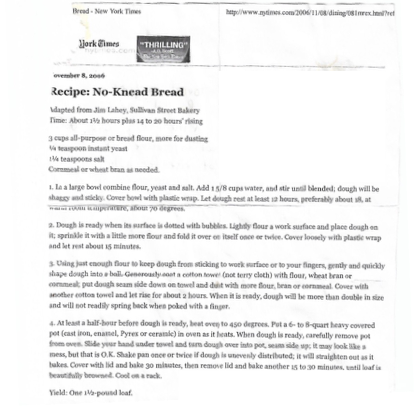 Bread - New York Times
http://www.nytimes.com/2006/11/08/dining/081mrex.html?ref
York Times
"THRILLING"
ovember 8, 2006
Recipe: No-Knead Bread
Adapted from Jim Lahey, Sullivan Street Bakery
Time: About 1½ hours plus 14 to 20 hours' rising
3 cups all-purpose or bread flour, more for dusting
¼ teaspoon instant yeast
1¼ teaspoons salt
Cornmeal or wheat bran as needed.
1. In a large bowl combine flour, yeast and salt. Add 1 5/8 cups water, and stir until blended; dough will be
shaggy and sticky. Cover bowl with plastic wrap. Let dough rest at least 12 hours, preferably about 18, at
warm room temperature, about 70 degrees.
2. Dough is ready when its surface is dotted with bubbles. Lightly flour a work surface and place dough on
it; sprinkle it with a little more flour and fold it over on itself once or twice. Cover loosely with plastic wrap
and let rest about 15 minutes.
3. Using just enough flour to keep dough from sticking to work surface or to your fingers, gently and quickly
shape dough into a ball. Generously coat a cotton towel (not terry cloth) with flour, wheat bran or
cornmeal; put dough seam side down on towel and dust with more flour, bran or cornmeal. Cover with
another cotton towel and let rise for about 2 hours. When it is ready, dough will be more than double in size
and will not readily spring back when poked with a finger.
4. At least a half-hour before dough is ready, heat oven to 450 degrees. Put a 6- to 8-quart heavy covered
pot (cast iron, enamel, Pyrex or ceramic) in oven as it heats. When dough is ready, carefully remove pot
from oven. Slide your hand under towel and turn dough over into pot, seam side up; it may look like a
mess, but that is O.K. Shake pan once or twice if dough is unevenly distributed; it will straighten out as it
bakes. Cover with lid and bake 30 minutes, then remove lid and bake another 15 to 30 minutes, until loaf is
beautifully browned. Cool on a rack.
Yield: One 1½-pound loaf.